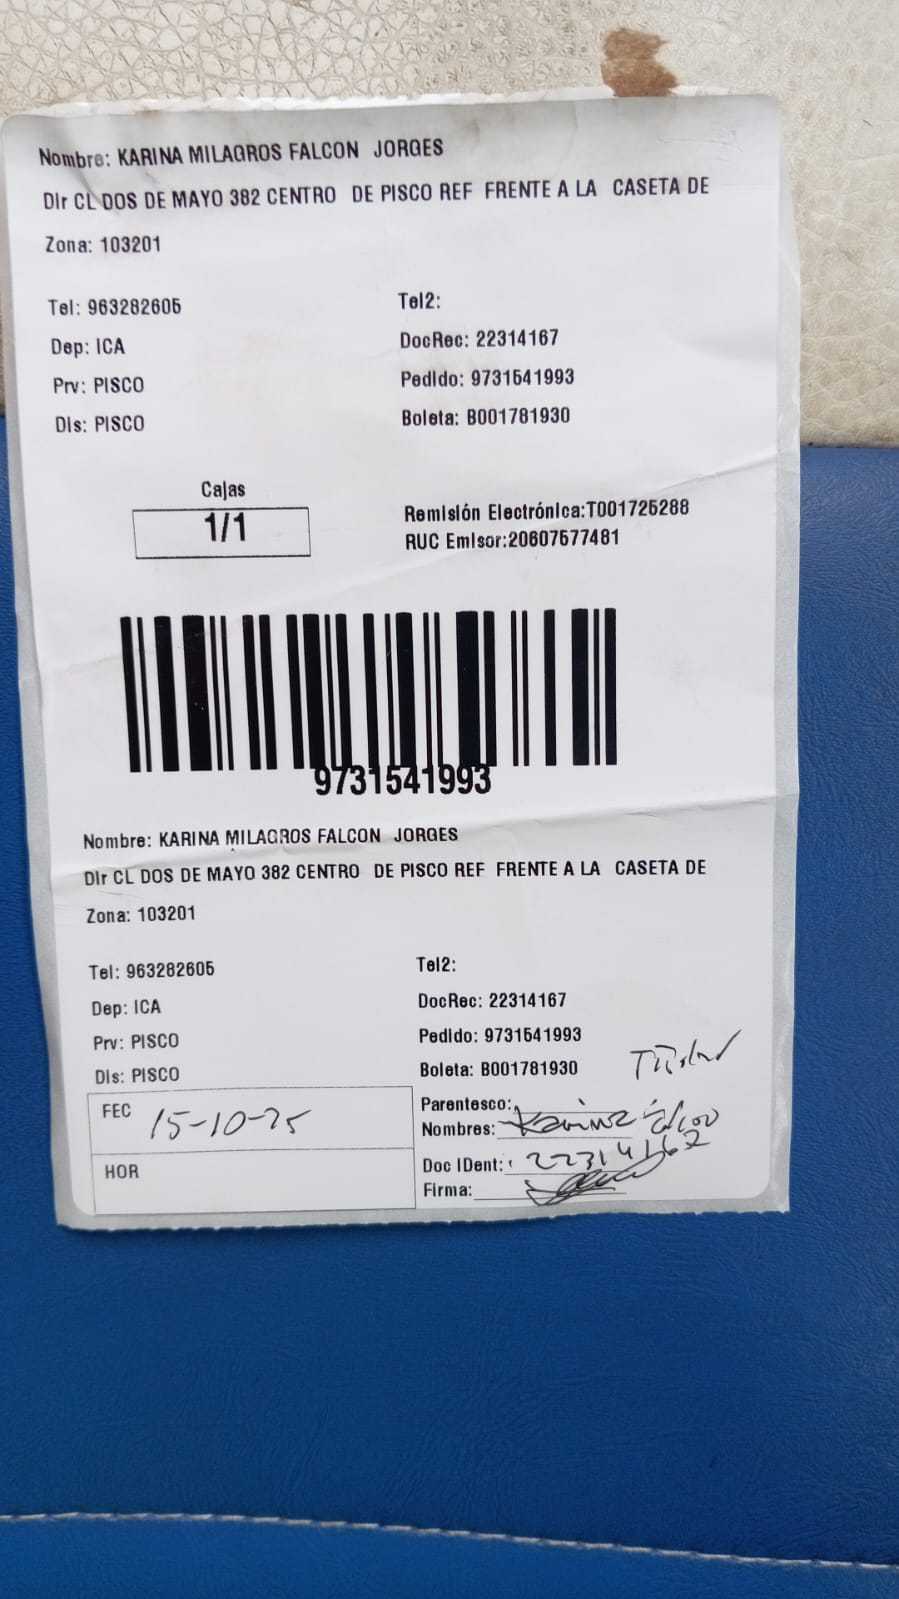 Nombre: KARINA MILAGROS FALCON JORGES
Dir CL DOS DE MAYO 382 CENTRO DE PISCO REF FRENTE A LA CASETA DE
Zona: 103201
Tel: 963282605 Tel2:
Dep: ICA DocRec: 22314167
Prv: PISCO Pedido: 9731541993
Dis: PISCO Boleta: B001781930
Cajas
1/1
Remisión Electrónica:T001725288
RUC Emisor:20607577481
9731541993
Nombre: KARINA MILAGROS FALCON JORGES
Dir CL DOS DE MAYO 382 CENTRO DE PISCO REF FRENTE A LA CASETA DE
Zona: 103201
Tel: 963282605 Tel2:
Dep: ICA DocRec: 22314167
Prv: PISCO Pedido: 9731541993
Dis: PISCO Boleta: B001781930
Titular
FEC 15-10-25 Parentesco:
Nombres: Karina Falcon
HOR Doc IDent: 22314167
Firma: